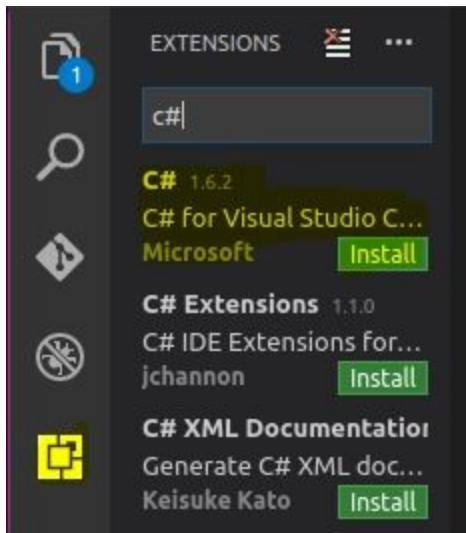 EXTENSIONS
1
c#
C# 1.6.2
C# for Visual Studio C...
Microsoft Install
C# Extensions 1.1.0
C# IDE Extensions for...
jchannon Install
C# XML Documentation
Generate C# XML doc...
Keisuke Kato Install